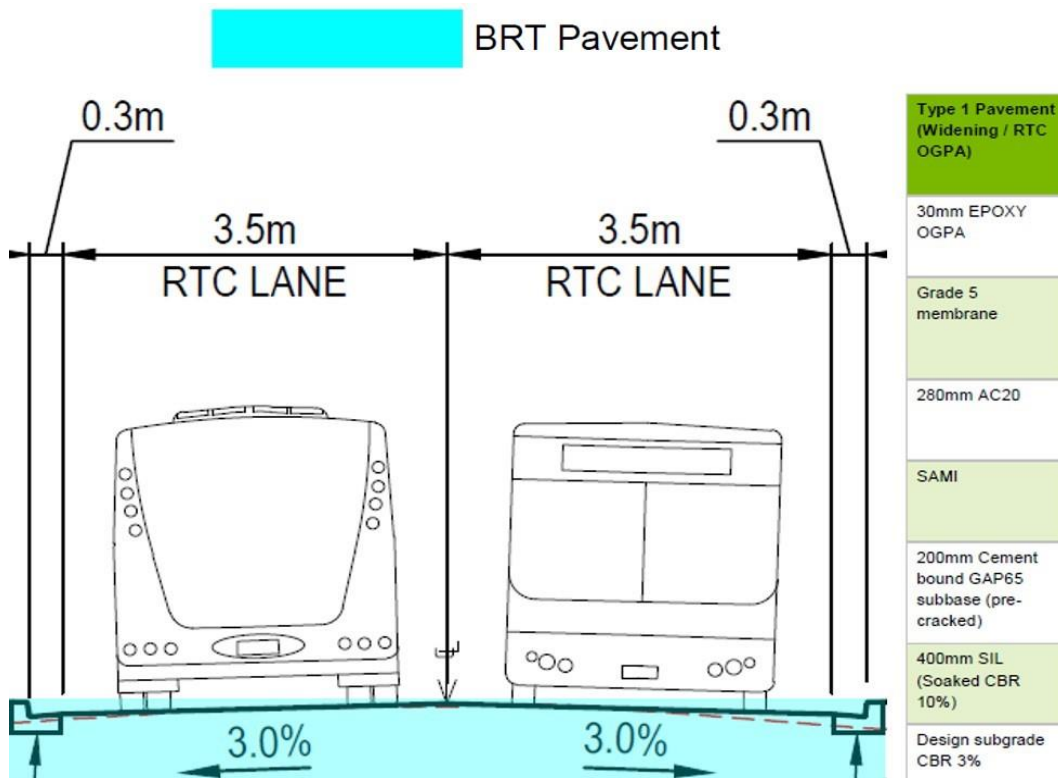 BRT Pavement
0.3m
0.3m
3.5m
3.5m
RTC LANE
RTC LANE
3.0%
3.0%
Type 1 Pavement
(Widening / RTC
OGPA)
30mm EPOXY
OGPA
Grade 5
membrane
280mm AC20
SAMI
200mm Cement
bound GAP65
subbase (pre-
cracked)
400mm SIL
(Soaked CBR
10%)
Design subgrade
CBR 3%